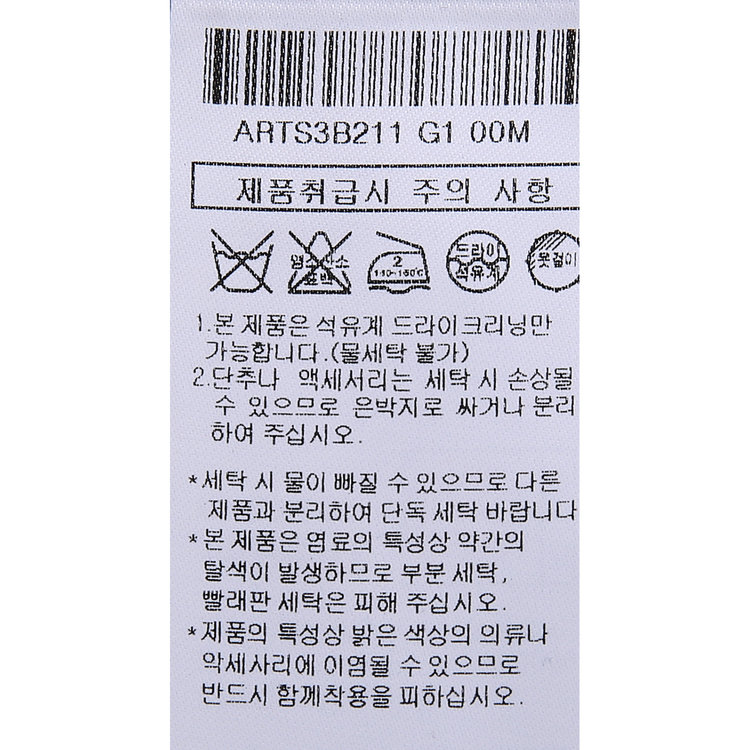 ARTS3B211 G1 00M
제품취급시 주의 사항
염소 산소
표백
2
140-160℃
드라이
석유계
옷걸이
1.본 제품은 석유계 드라이크리닝만
가능합니다.(물세탁 불가)
2.단추나 액세서리는 세탁 시 손상될
수 있으므로 은박지로 싸거나 분리
하여 주십시오.
*세탁 시 물이 빠질 수 있으므로 다른
제품과 분리하여 단독 세탁 바랍니다
*본 제품은 염료의 특성상 약간의
탈색이 발생하므로 부분 세탁,
빨래판 세탁은 피해 주십시오.
*제품의 특성상 밝은 색상의 의류나
악세사리에 이염될 수 있으므로
반드시 함께착용을 피하십시오.